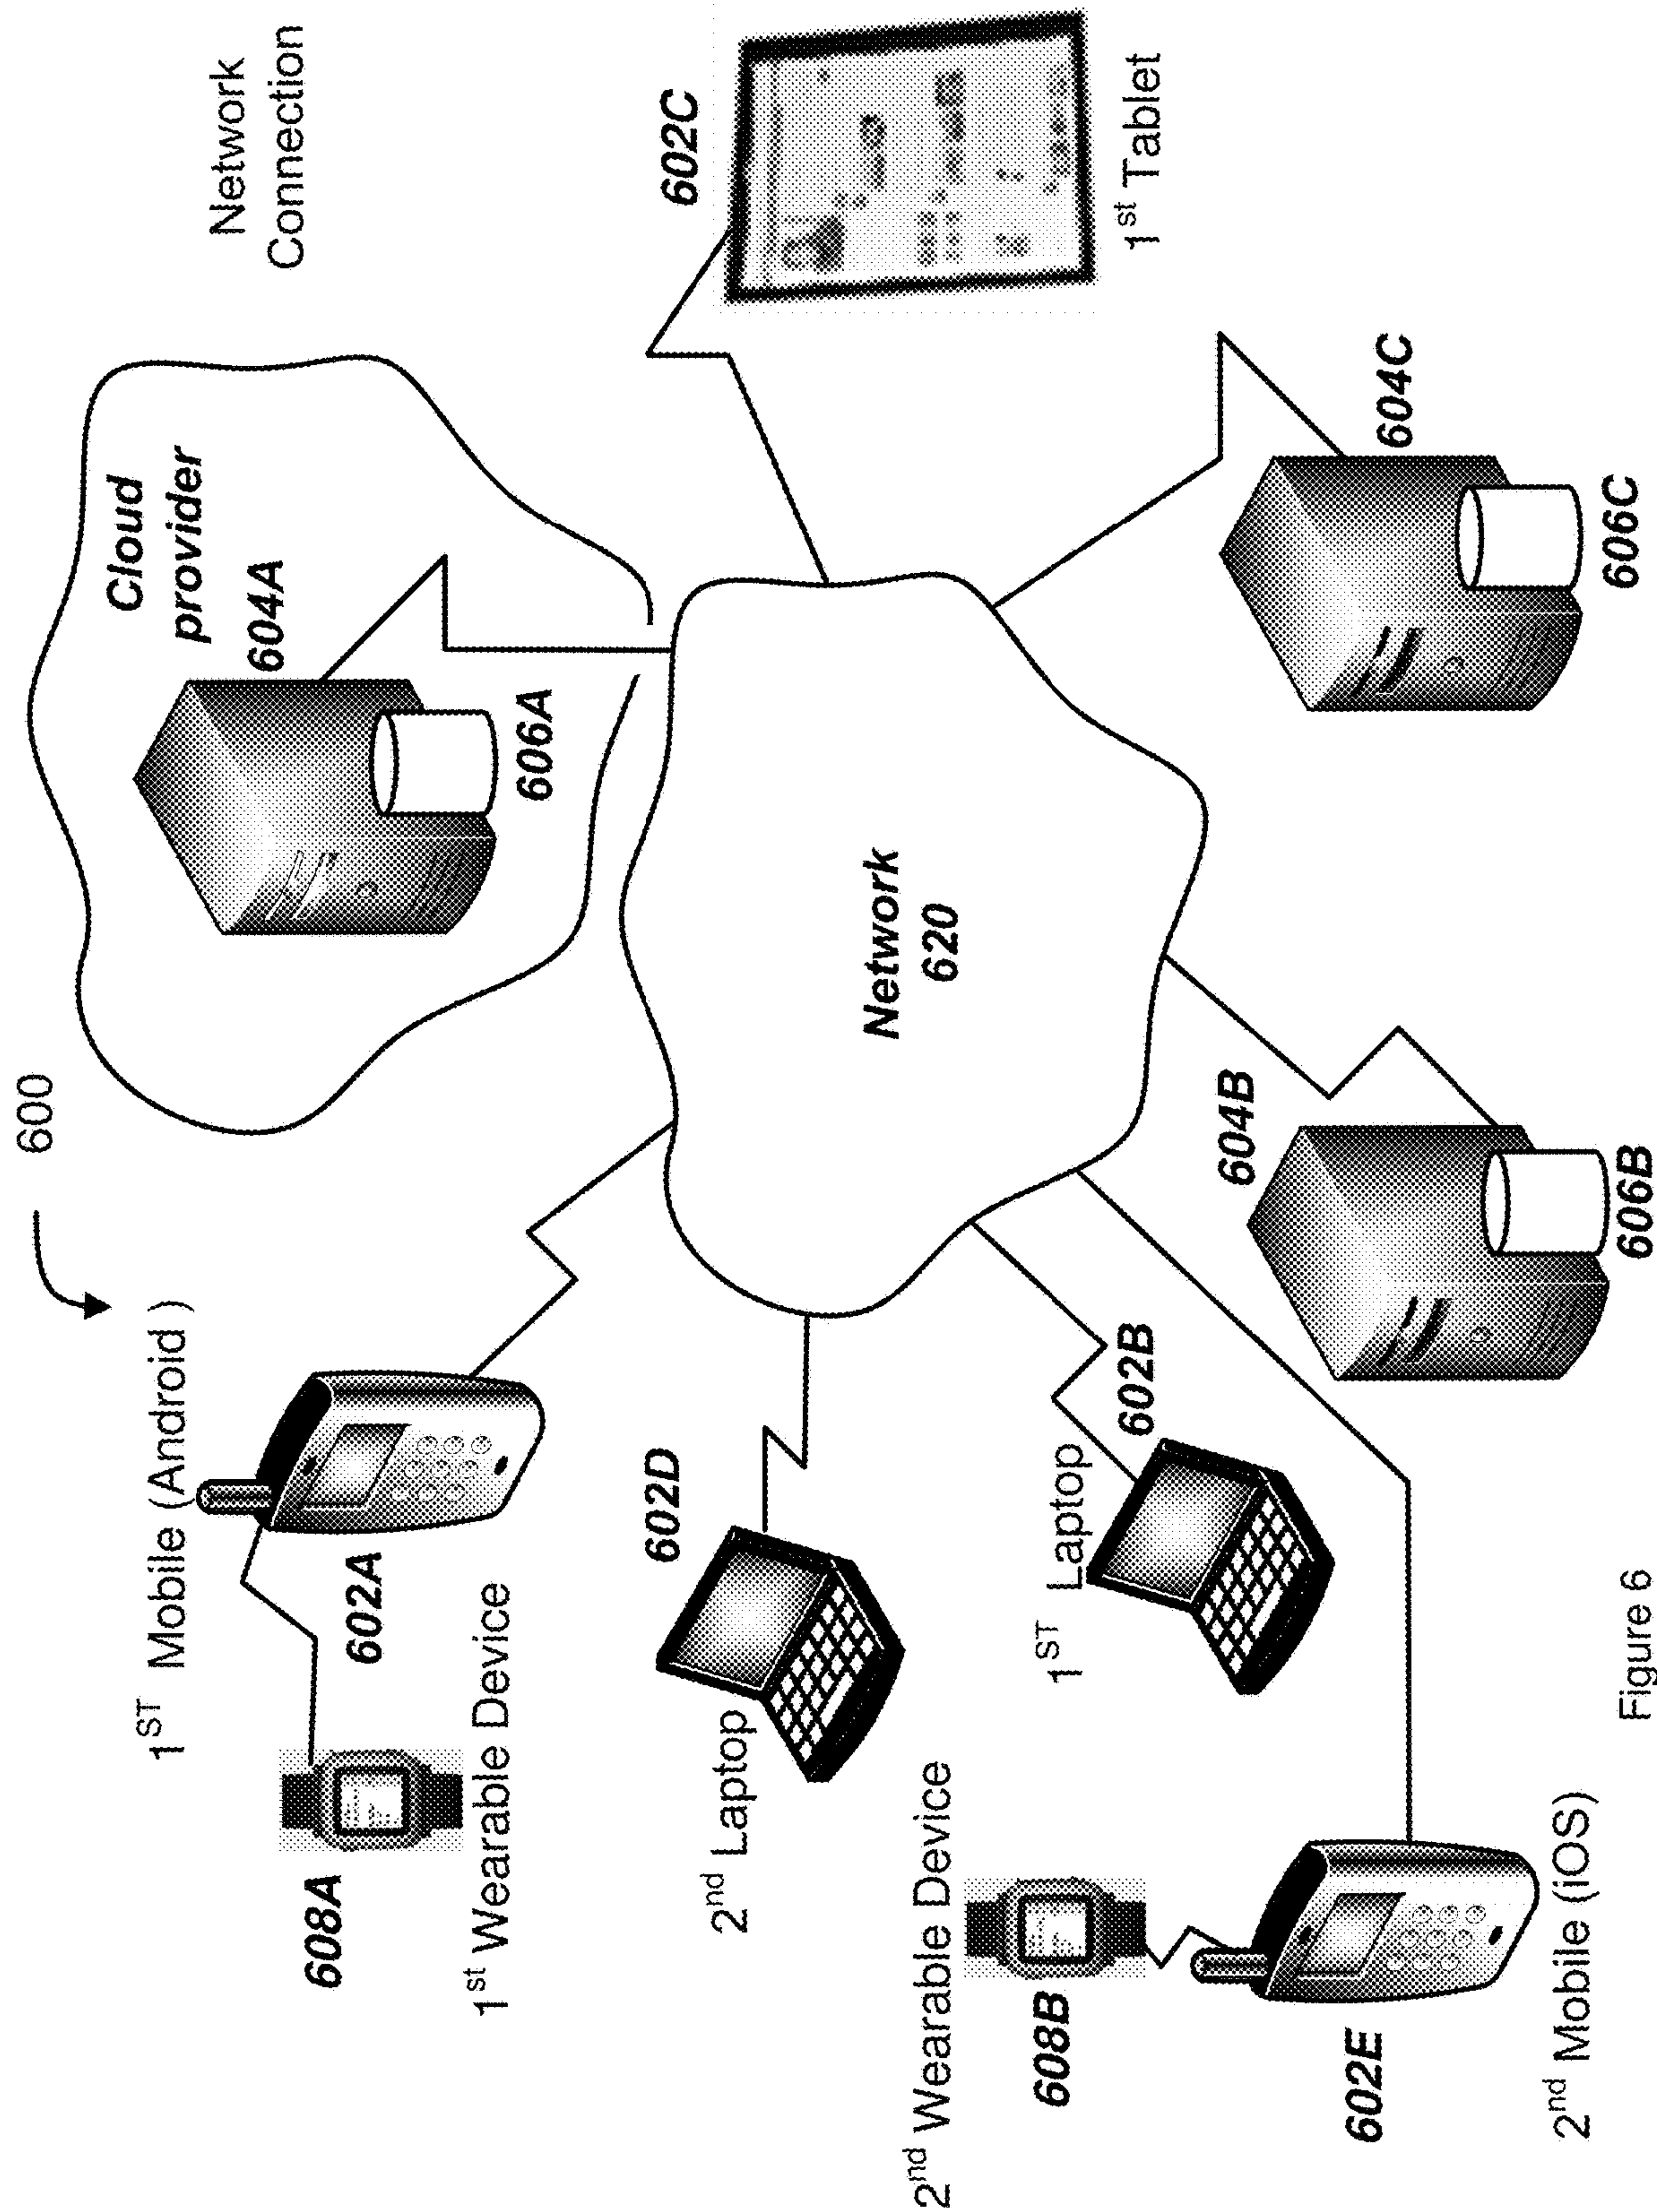 600
Network
Connection
1ST Mobile (Android )
Cloud
provider
604A
606A
602A
608A
1st Wearable Device
602D
2nd Laptop
602C
1st Tablet
Network
620
2nd Wearable Device
608B
1ST
Laptop
602B
604B
606B
604C
606C
602E
2nd Mobile (iOS)
Figure 6